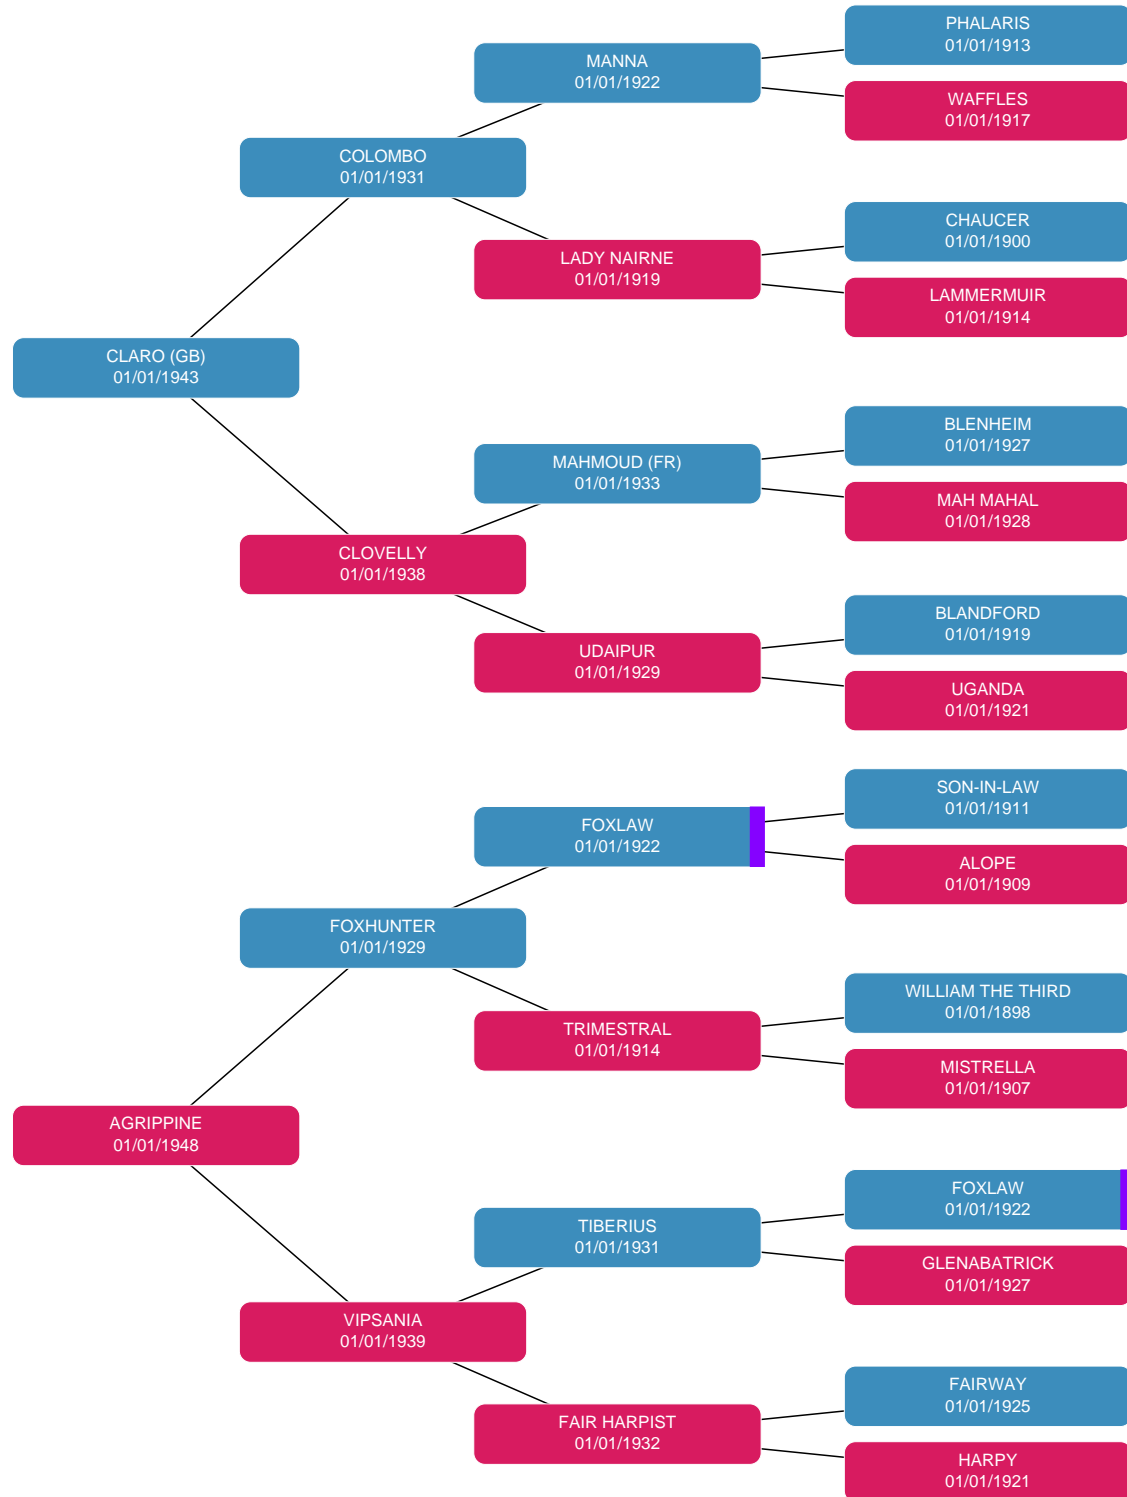 PHALARIS
01/01/1913
MANNA
01/01/1922
WAFFLES
01/01/1917
COLOMBO
01/01/1931
CHAUCER
01/01/1900
LADY NAIRNE
01/01/1919
LAMMERMUIR
01/01/1914
CLARO (GB)
01/01/1943
BLENHEIM
01/01/1927
MAHMOUD (FR)
01/01/1933
MAH MAHAL
01/01/1928
CLOVELLY
01/01/1938
BLANDFORD
01/01/1919
UDAIPUR
01/01/1929
UGANDA
01/01/1921
SON-IN-LAW
01/01/1911
FOXLAW
01/01/1922
ALOPE
01/01/1909
FOXHUNTER
01/01/1929
WILLIAM THE THIRD
01/01/1898
TRIMESTRAL
01/01/1914
MISTRELLA
01/01/1907
AGRIPPINE
01/01/1948
FOXLAW
01/01/1922
TIBERIUS
01/01/1931
GLENABATRICK
01/01/1927
VIPSANIA
01/01/1939
FAIRWAY
01/01/1925
FAIR HARPIST
01/01/1932
HARPY
01/01/1921